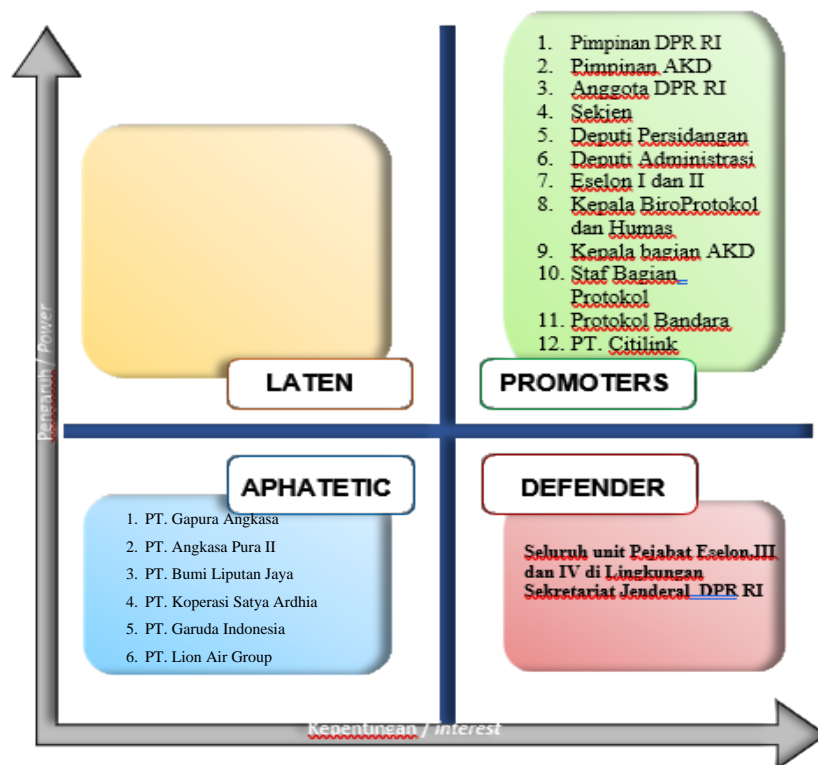 1. Pimpinan DPR RI
2. Pimpinan AKD
3. Anggota DPR RI
4. Sekjen
5. Deputi Persidangan
6. Deputi Administrasi
7. Eselon I dan II
8. Kepala BiroProtokol
dan Humas
9. Kepala bagian AKD
10. Staf Bagian
Protokol
11. Protokol Bandara
12. PT. Citilink
LATEN
PROMOTERS
Pengaruh / Power
APHATETIC
DEFENDER
1. PT. Gapura Angkasa
2. PT. Angkasa Pura II
3. PT. Bumi Liputan Jaya
4. PT. Koperasi Satya Ardhia
5. PT. Garuda Indonesia
6. PT. Lion Air Group
Seluruh unit Pejabat Eselon III
dan IV di Lingkungan
Sekretariat Jenderal DPR RI
Kepentingan / interest